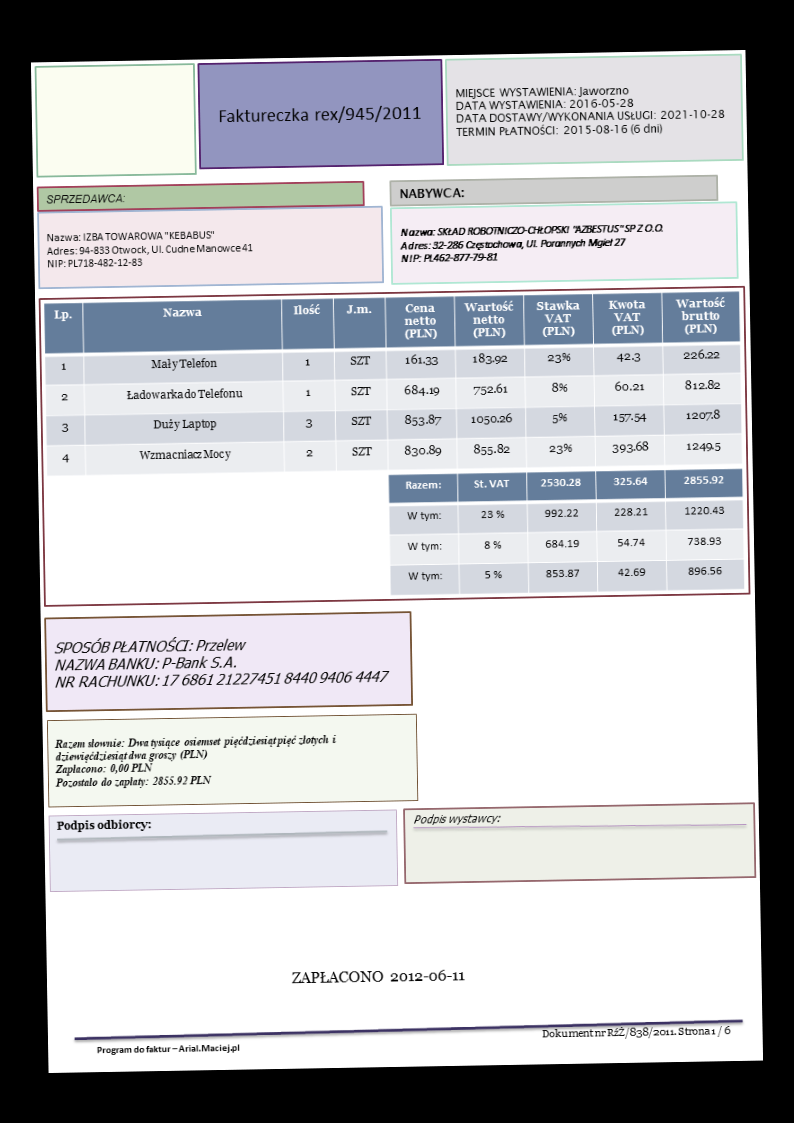 Faktureczka rex/945/2011
MIEJSCE WYSTAWIENIA: Jaworzno
DATA WYSTAWIENIA: 2016-05-28
DATA DOSTAWY/WYKONANIA USŁUGI: 2021-10-28
TERMIN PŁATNOŚCI: 2015-08-16 (6 dni)
SPRZEDAWCA:
Nazwa: IZBA TOWAROWA "KEBABUS"
Adres: 94-833 Otwock, Ul. Cudne Manowce 41
NIP: PL718-482-12-83
NABYWCA:
Nazwa: SKŁAD ROBOTNICZO-CHŁOPSKI "AZBESTUS" SP Z O.O.
Adres: 32-286 Częstochowa, Ul. Porannych Mgieł 27
NIP: PL462-877-79-81
Lp. Nazwa Ilość J.m. Cena netto (PLN) Wartość netto (PLN) Stawka VAT (PLN) Kwota VAT (PLN) Wartość brutto (PLN)
1 Mały Telefon 1 SZT 161.33 183.92 23% 42.3 226.22
2 Ładowarka do Telefonu 1 SZT 684.19 752.61 8% 60.21 812.82
3 Duży Laptop 3 SZT 853.87 1050.26 5% 157.54 1207.8
4 Wzmacniacz Mocy 2 SZT 830.89 855.82 23% 393.68 1249.5
Razem: St. VAT 2530.28 325.64 2855.92
W tym: 23 % 992.22 228.21 1220.43
W tym: 8 % 684.19 54.74 738.93
W tym: 5 % 853.87 42.69 896.56
SPOSÓB PŁATNOŚCI: Przelew
NAZWA BANKU: P-Bank S.A.
NR RACHUNKU: 17 6861 21227451 8440 9406 4447
Razem słownie: Dwa tysiące osiemset pięćdziesiąt pięć złotych i
dziewięćdziesiąt dwa groszy (PLN)
Zapłacono: 0,00 PLN
Pozostało do zapłaty: 2855.92 PLN
Podpis odbiorcy:
Podpis wystawcy:
ZAPŁACONO 2012-06-11
Dokument nr RźŻ/838/2011. Strona 1 / 6
Program do faktur – Arial.Maciej.pl